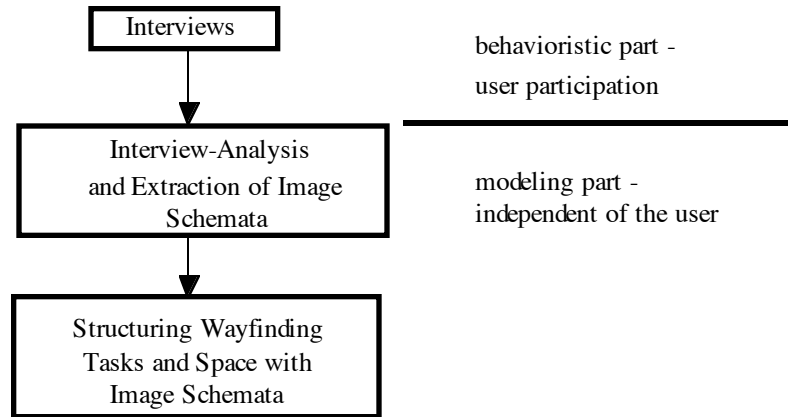 Interviews
behavioristic part -
user participation
Interview-Analysis
and Extraction of Image
Schemata
modeling part -
independent of the user
Structuring Wayfinding
Tasks and Space with
Image Schemata